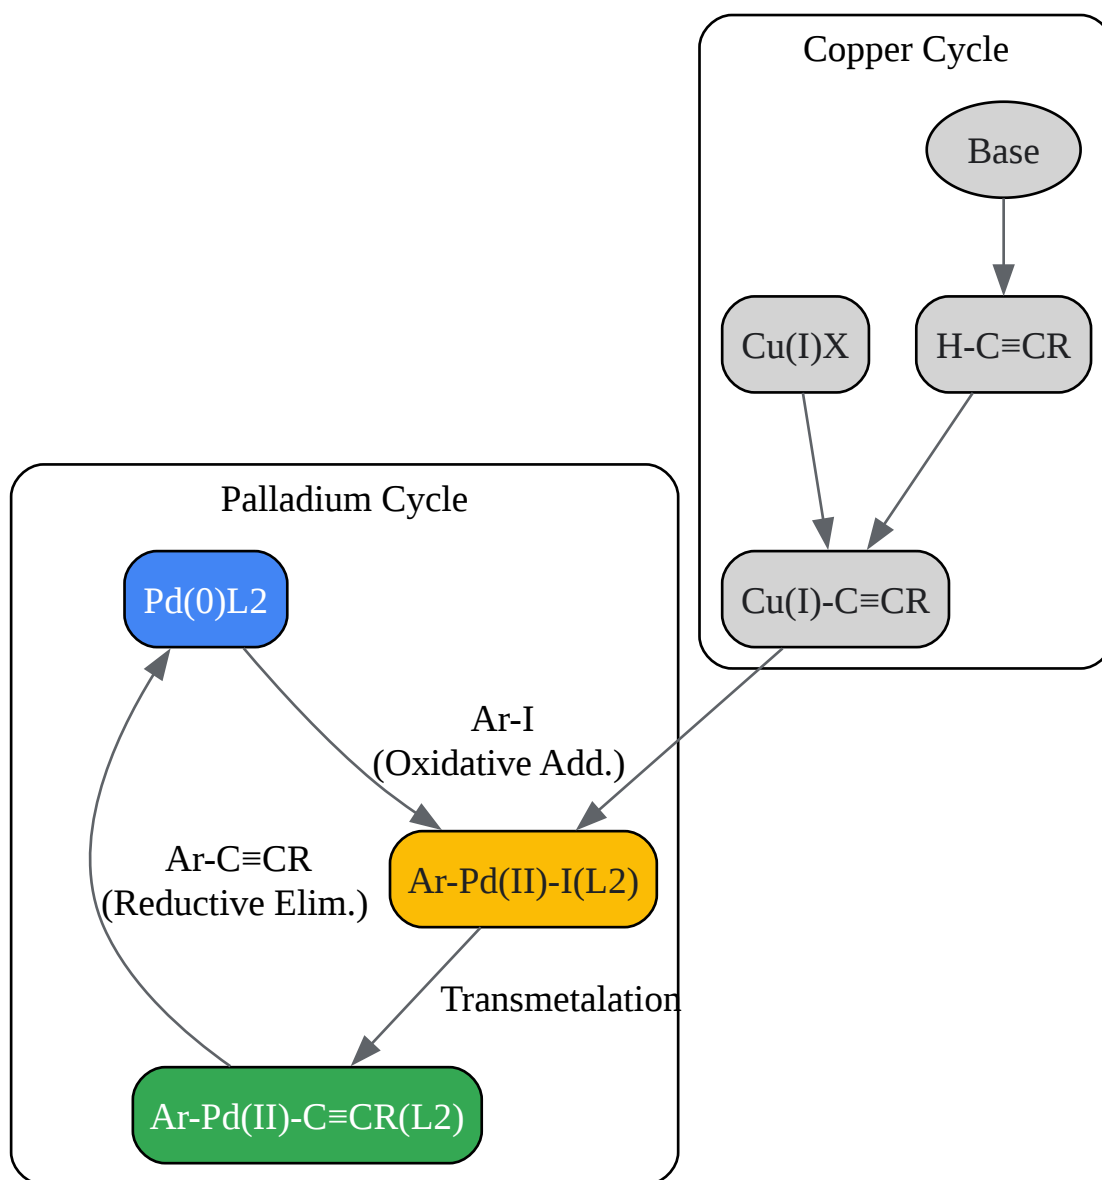 Copper Cycle
Base
Cu(I)X
H-C≡CR
Cu(I)-C≡CR
Palladium Cycle
Pd(0)L2
Ar-I
(Oxidative Add.)
Ar-C≡CR
(Reductive Elim.)
Ar-Pd(II)-I(L2)
Transmetalation
Ar-Pd(II)-C≡CR(L2)